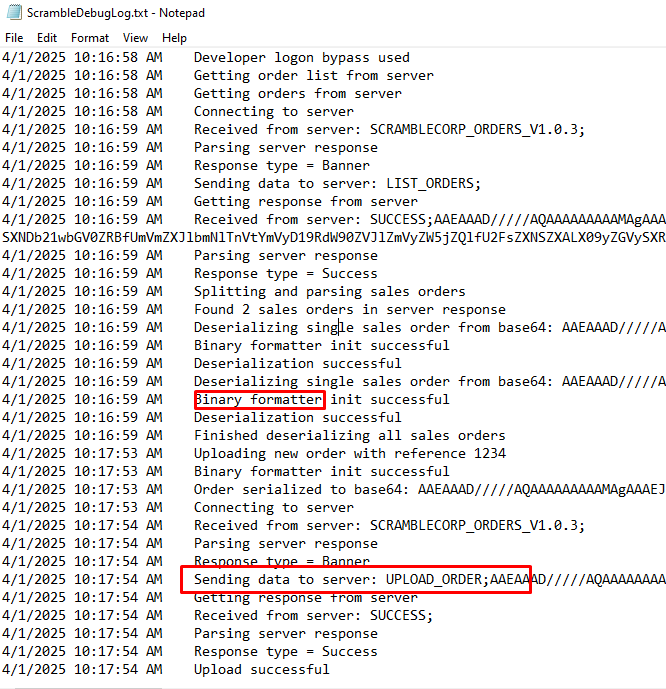 ScrambleDebugLog.txt - Notepad
File Edit Format View Help
4/1/2025 10:16:58 AM Developer logon bypass used
4/1/2025 10:16:58 AM Getting order list from server
4/1/2025 10:16:58 AM Getting orders from server
4/1/2025 10:16:58 AM Connecting to server
4/1/2025 10:16:59 AM Received from server: SCRAMBLECORP_ORDERS_V1.0.3;
4/1/2025 10:16:59 AM Parsing server response
4/1/2025 10:16:59 AM Response type = Banner
4/1/2025 10:16:59 AM Sending data to server: LIST_ORDERS;
4/1/2025 10:16:59 AM Getting response from server
4/1/2025 10:16:59 AM Received from server: SUCCESS;AAEAAAD/////AQAAAAAAAAAMAgAAA
SXNDb21wbGV0ZRBfUmVmZXJlbmNlTnVtYmVyD19RdW90ZVJlZmVyZW5jZQlfU2FsZXNSZXALX09yZGVySXR
4/1/2025 10:16:59 AM Parsing server response
4/1/2025 10:16:59 AM Response type = Success
4/1/2025 10:16:59 AM Splitting and parsing sales orders
4/1/2025 10:16:59 AM Found 2 sales orders in server response
4/1/2025 10:16:59 AM Deserializing single sales order from base64: AAEAAAD/////A
4/1/2025 10:16:59 AM Binary formatter init successful
4/1/2025 10:16:59 AM Deserialization successful
4/1/2025 10:16:59 AM Deserializing single sales order from base64: AAEAAAD/////A
4/1/2025 10:16:59 AM Binary formatter init successful
4/1/2025 10:16:59 AM Deserialization successful
4/1/2025 10:16:59 AM Finished deserializing all sales orders
4/1/2025 10:17:53 AM Uploading new order with reference 1234
4/1/2025 10:17:53 AM Binary formatter init successful
4/1/2025 10:17:53 AM Order serialized to base64: AAEAAAD/////AQAAAAAAAAAMAgAAAEJ
4/1/2025 10:17:53 AM Connecting to server
4/1/2025 10:17:54 AM Received from server: SCRAMBLECORP_ORDERS_V1.0.3;
4/1/2025 10:17:54 AM Parsing server response
4/1/2025 10:17:54 AM Response type = Banner
4/1/2025 10:17:54 AM Sending data to server: UPLOAD_ORDER;AAEAAAD/////AQAAAAAAAA
4/1/2025 10:17:54 AM Getting response from server
4/1/2025 10:17:54 AM Received from server: SUCCESS;
4/1/2025 10:17:54 AM Parsing server response
4/1/2025 10:17:54 AM Response type = Success
4/1/2025 10:17:54 AM Upload successful